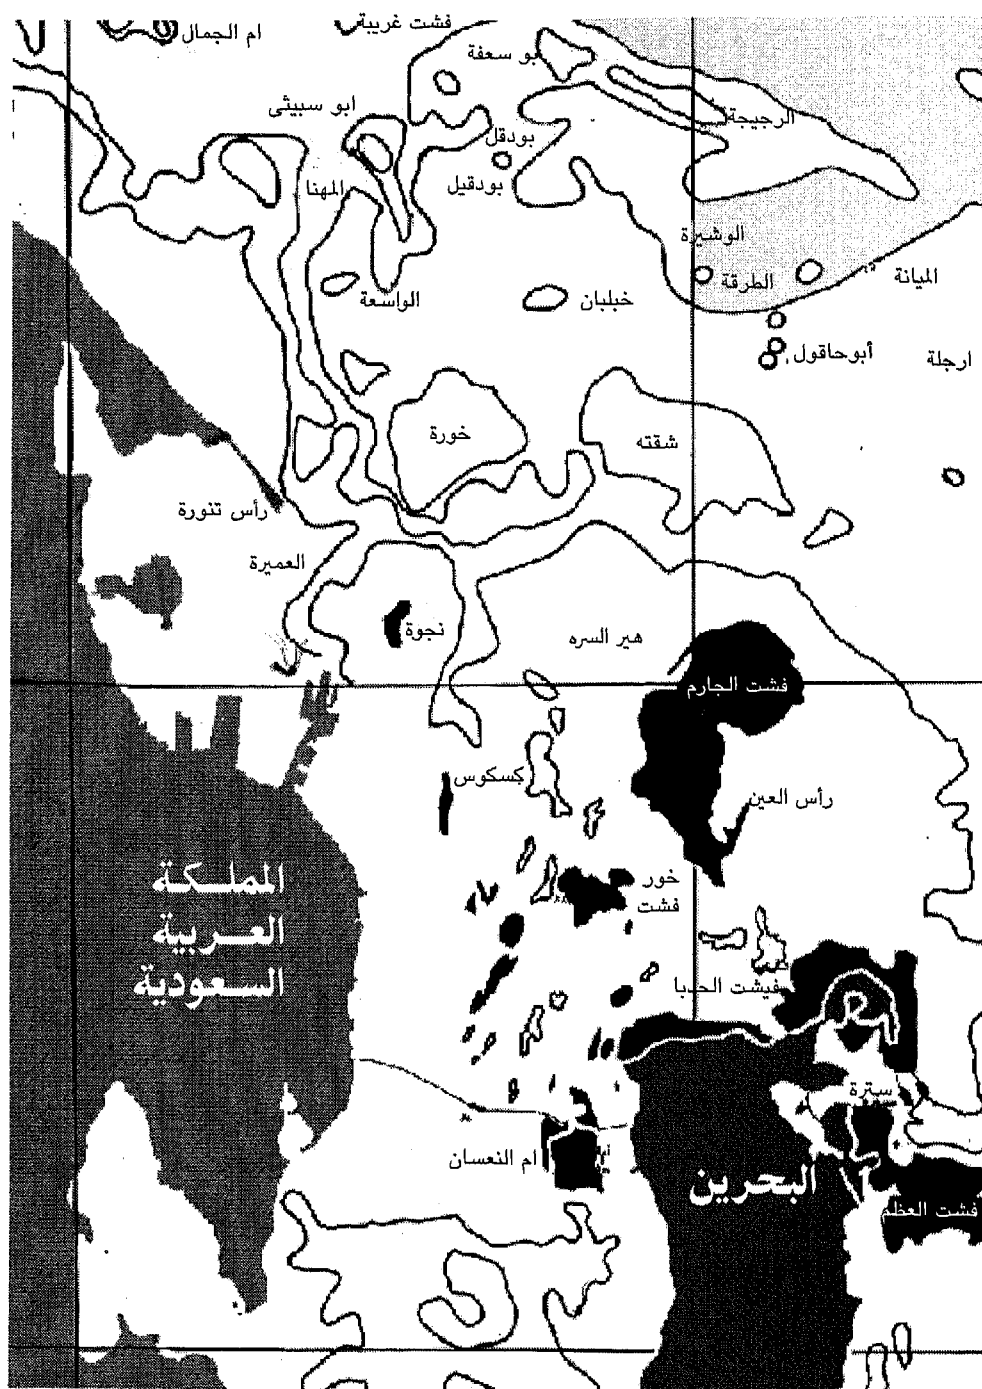 فشت غريبة
ام الجمال
بو سعفة
ابو سبيثى
الرجيجة
بودقل
بودقيل
المهنا
الوشيرة
الميانة
الطرقة
خبلبان
الواسعة
أبوحاقول
ارجلة
خورة
شقته
رأس تنورة
العميرة
نجوة
هير السره
فشت الجارم
كسكوس
رأس العين
المملكة
العربية
السعودية
خور
فشت
فيشت الحدبا
سترة
ام النعسان
البحرين
فشت العظم